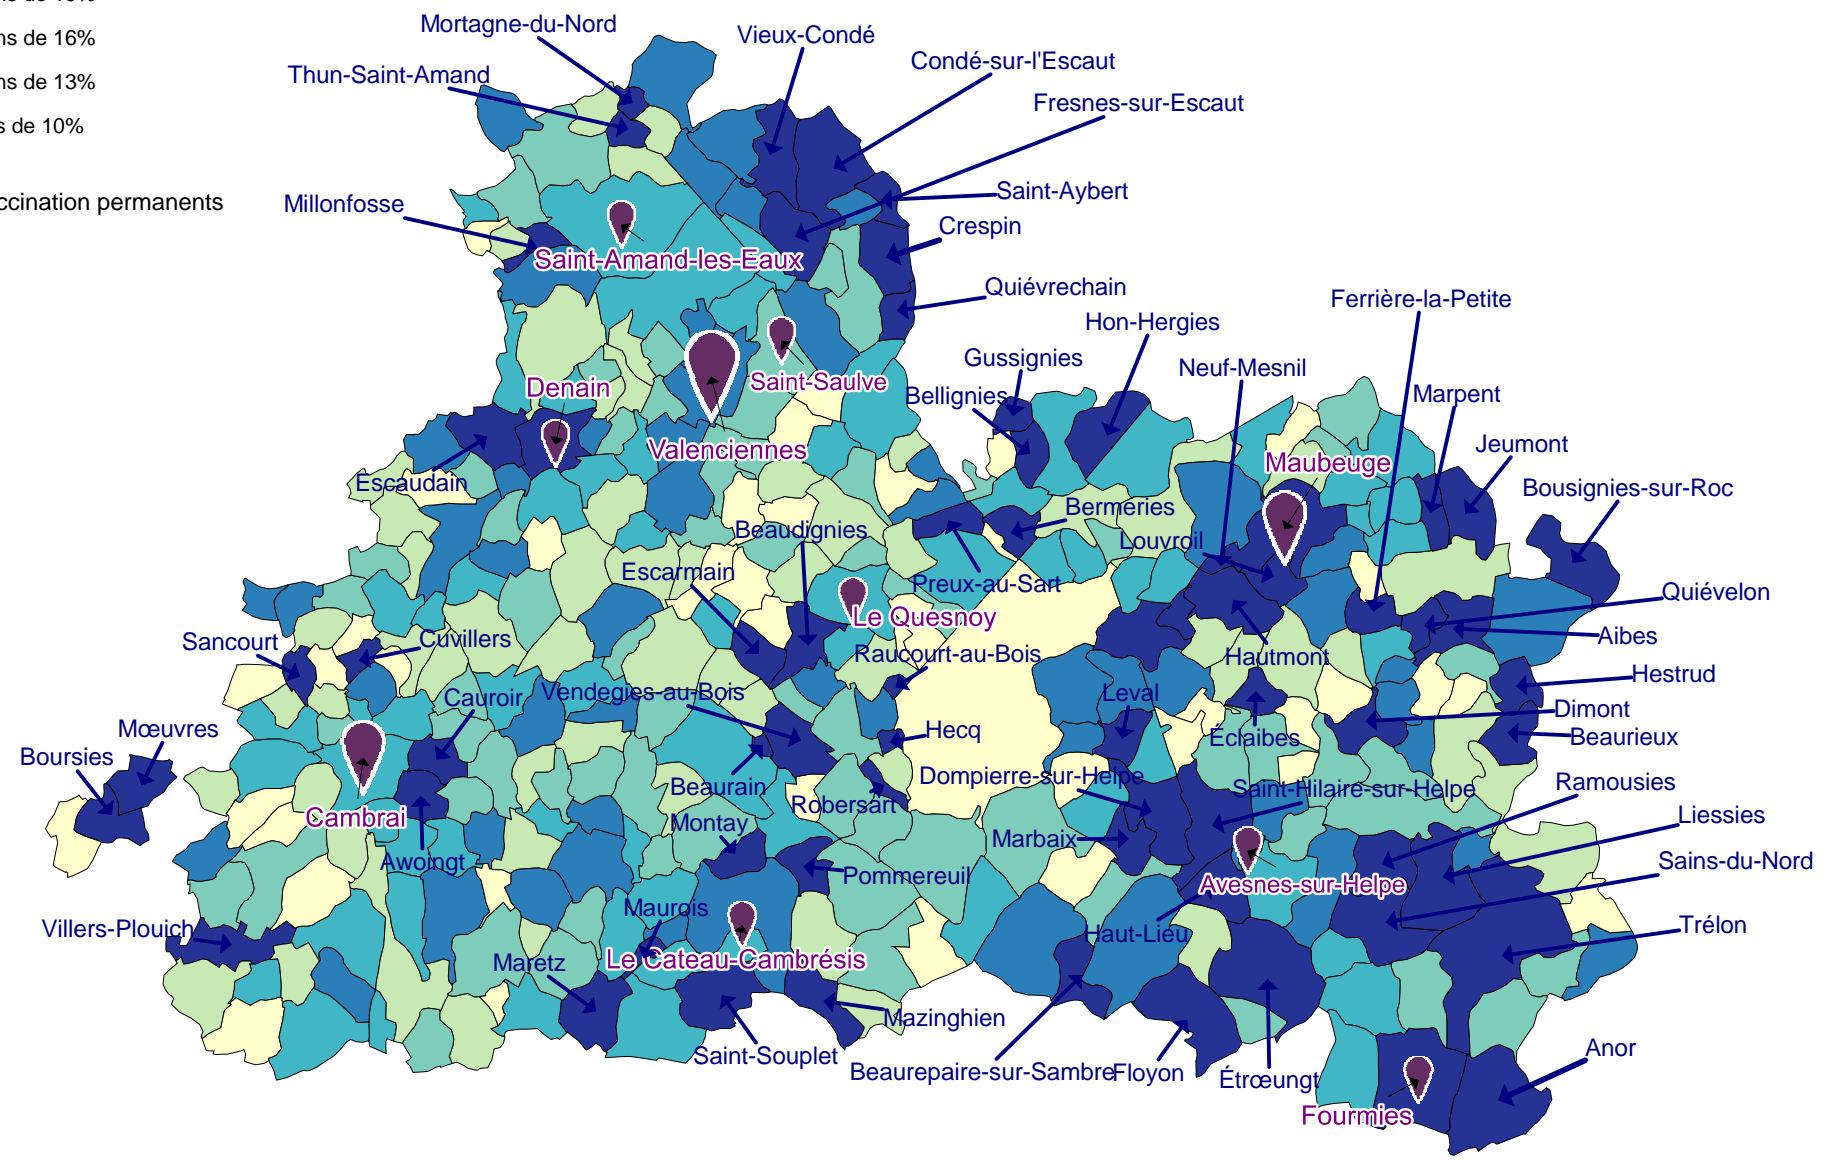 ns de 16%
ns de 13%
s de 10%
ccination permanents
Mortagne-du-Nord
Vieux-Condé
Condé-sur-l'Escaut
Thun-Saint-Amand
Fresnes-sur-Escaut
Saint-Aybert
Millonfosse
Crespin
Saint-Amand-les-Eaux
Quiévrechain
Ferrière-la-Petite
Hon-Hergies
Gussignies
Neuf-Mesnil
Saint-Saulve
Denain
Bellignies
Marpent
Valenciennes
Jeumont
Maubeuge
Escaudain
Bousignies-sur-Roc
Bermeries
Beaudignies
Louvroil
Escarmain
Preux-au-Sart
Quiévelon
Le Quesnoy
Aibes
Sancourt
Cuvillers
Raucourt-au-Bois
Hautmont
Hestrud
Cauroir
Vendegies-au-Bois
Leval
Dimont
Mœuvres
Hecq
Éclaibes
Beaurieux
Boursies
Dompierre-sur-Helpe
Ramousies
Beaurain
Saint-Hilaire-sur-Helpe
Robersart
Cambrai
Montay
Liessies
Marbaix
Awoingt
Sains-du-Nord
Pommereuil
Avesnes-sur-Helpe
Maurois
Villers-Plouich
Haut-Lieu
Trélon
Maretz
Le Cateau-Cambrésis
Mazinghien
Saint-Souplet
Anor
Beaurepaire-sur-Sambre
Floyon
Étrœungt
Fourmies